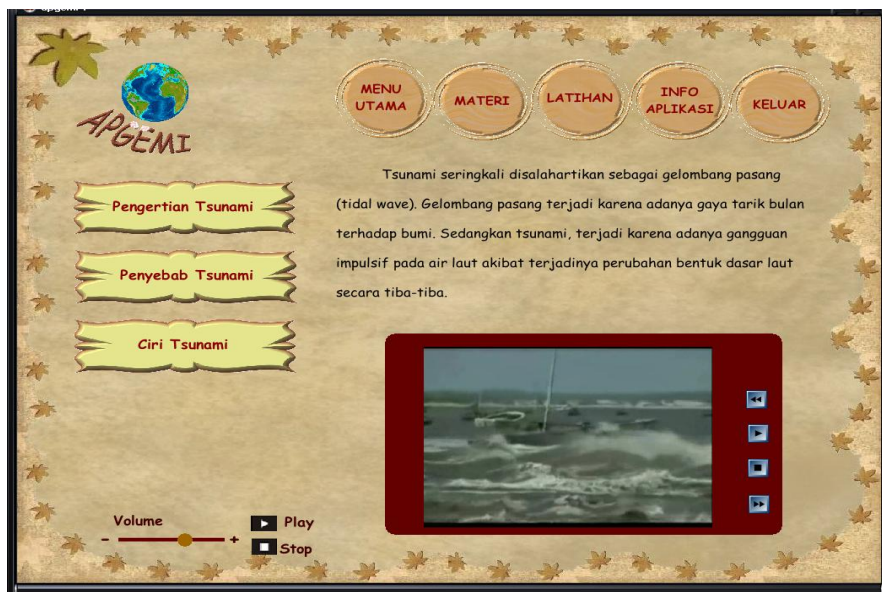 MENU
UTAMA
MATERI
LATIHAN
INFO
APLIKASI
KELUAR
APGEMI
Pengertian Tsunami
Penyebab Tsunami
Ciri Tsunami
Tsunami seringkali disalahartikan sebagai gelombang pasang
(tidal wave). Gelombang pasang terjadi karena adanya gaya tarik bulan
terhadap bumi. Sedangkan tsunami, terjadi karena adanya gangguan
impulsif pada air laut akibat terjadinya perubahan bentuk dasar laut
secara tiba-tiba.
Volume
- +
Play
Stop